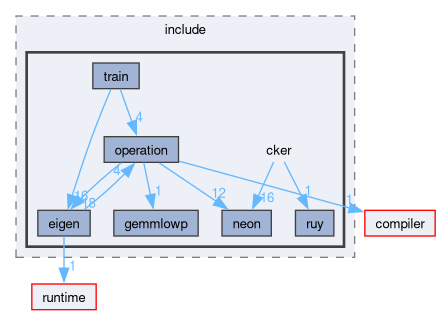 include
train
4
operation
cker
16
18
4
1
12
16
1
1
eigen
gemmlowp
neon
ruy
compiler
1
runtime